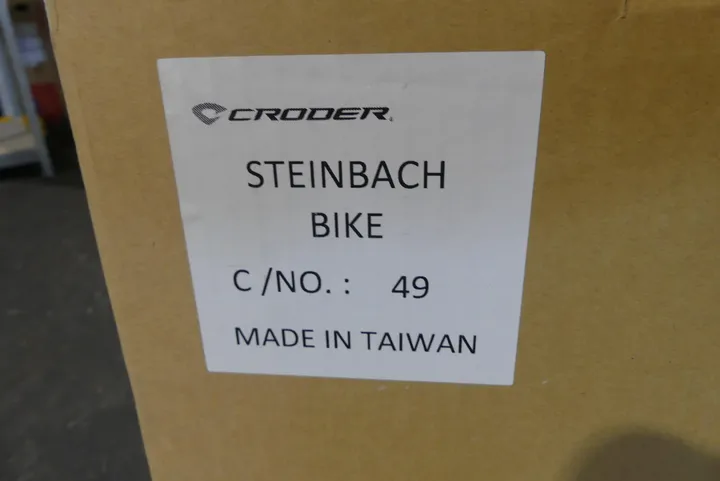 CRODER
STEINBACH
BIKE
C /NO. : 49
MADE IN TAIWAN